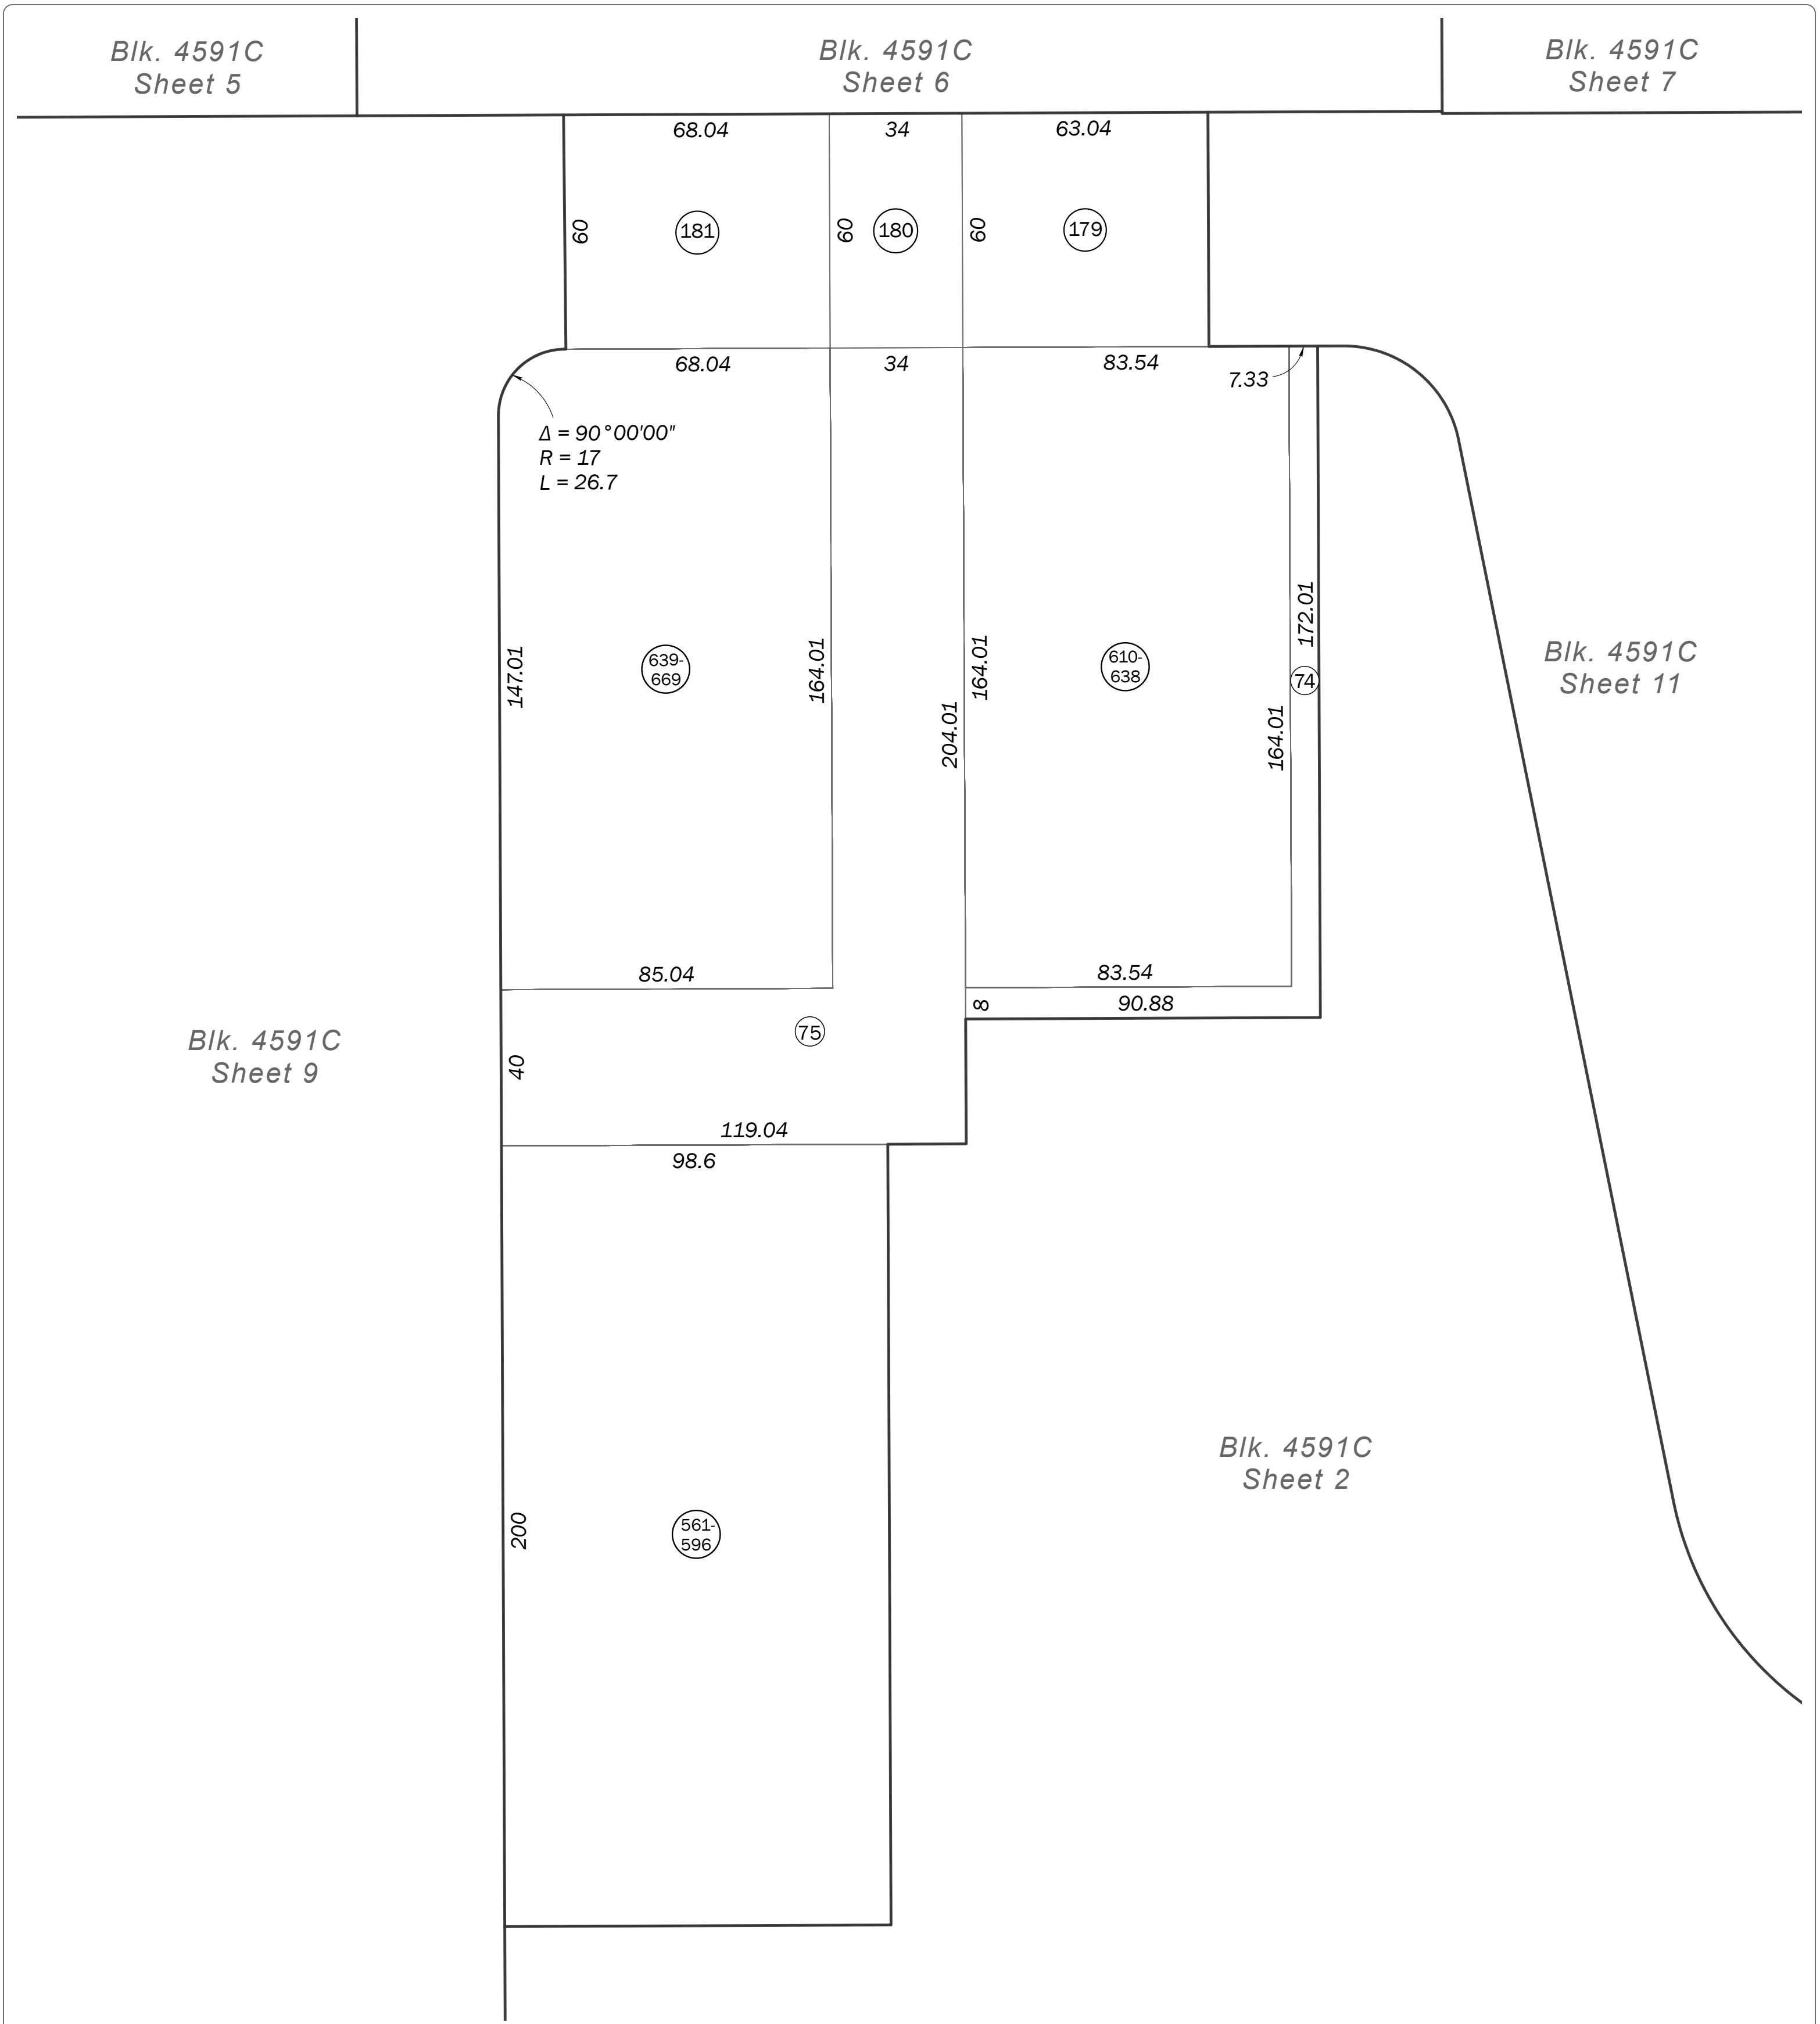 Blk. 4591C
Sheet 5
Blk. 4591C
Sheet 6
Blk. 4591C
Sheet 7
68.04
34
63.04
60
181
60
180
60
179
68.04
34
83.54
7.33
Δ = 90°00'00"
R = 17
L = 26.7
147.01
639-
669
164.01
204.01
164.01
610-
638
164.01
172.01
74
Blk. 4591C
Sheet 11
85.04
83.54
8
90.88
75
Blk. 4591C
Sheet 9
40
119.04
98.6
Blk. 4591C
Sheet 2
200
561-
596